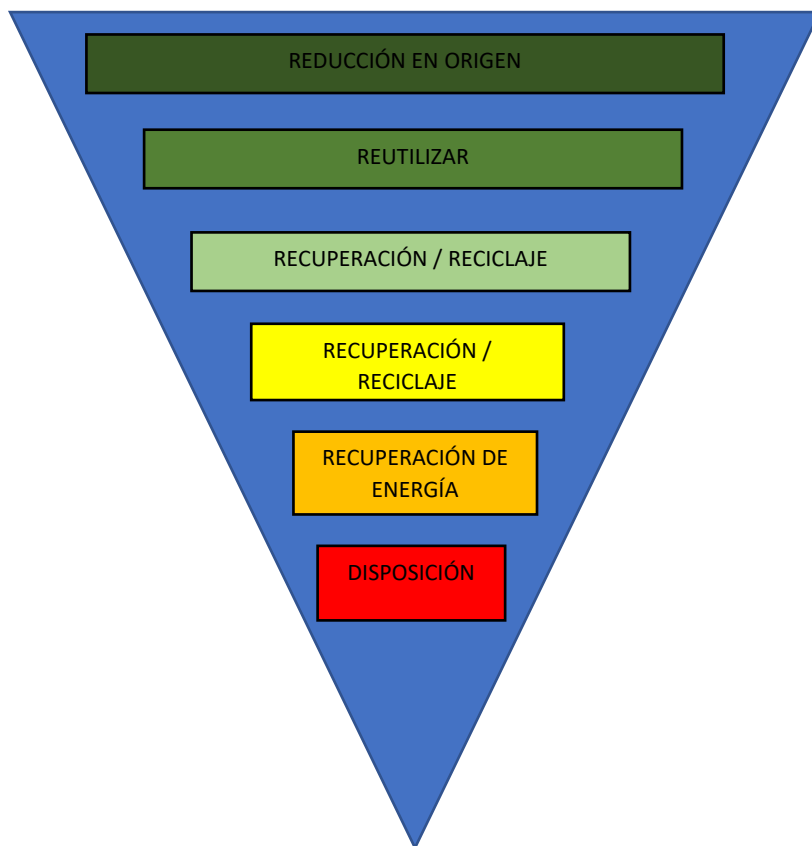 REDUCCIÓN EN ORIGEN
REUTILIZAR
RECUPERACIÓN / RECICLAJE
RECUPERACIÓN /
RECICLAJE
RECUPERACIÓN DE
ENERGÍA
DISPOSICIÓN